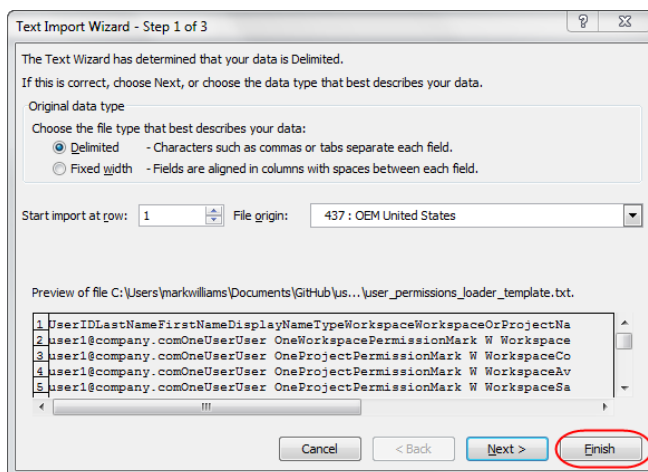 Text Import Wizard - Step 1 of 3
The Text Wizard has determined that your data is Delimited.
If this is correct, choose Next, or choose the data type that best describes your data.
Original data type
Choose the file type that best describes your data:
Delimited - Characters such as commas or tabs separate each field.
Fixed width - Fields are aligned in columns with spaces between each field.
Start import at row: 1 File origin: 437 : OEM United States
Preview of file C:\Users\markwilliams\Documents\GitHub\us...\user_permissions_loader_template.txt.
1 UserIDLastNameFirstNameDisplayNameTypeWorkspaceWorkspaceOrProjectNa
2 user1@company.comOneUserUser OneWorkspacePermissionMark W Workspace
3 user1@company.comOneUserUser OneProjectPermissionMark W WorkspaceCo
4 user1@company.comOneUserUser OneProjectPermissionMark W WorkspaceAv
5 user1@company.comOneUserUser OneProjectPermissionMark W WorkspaceSa
Cancel < Back Next > Finish